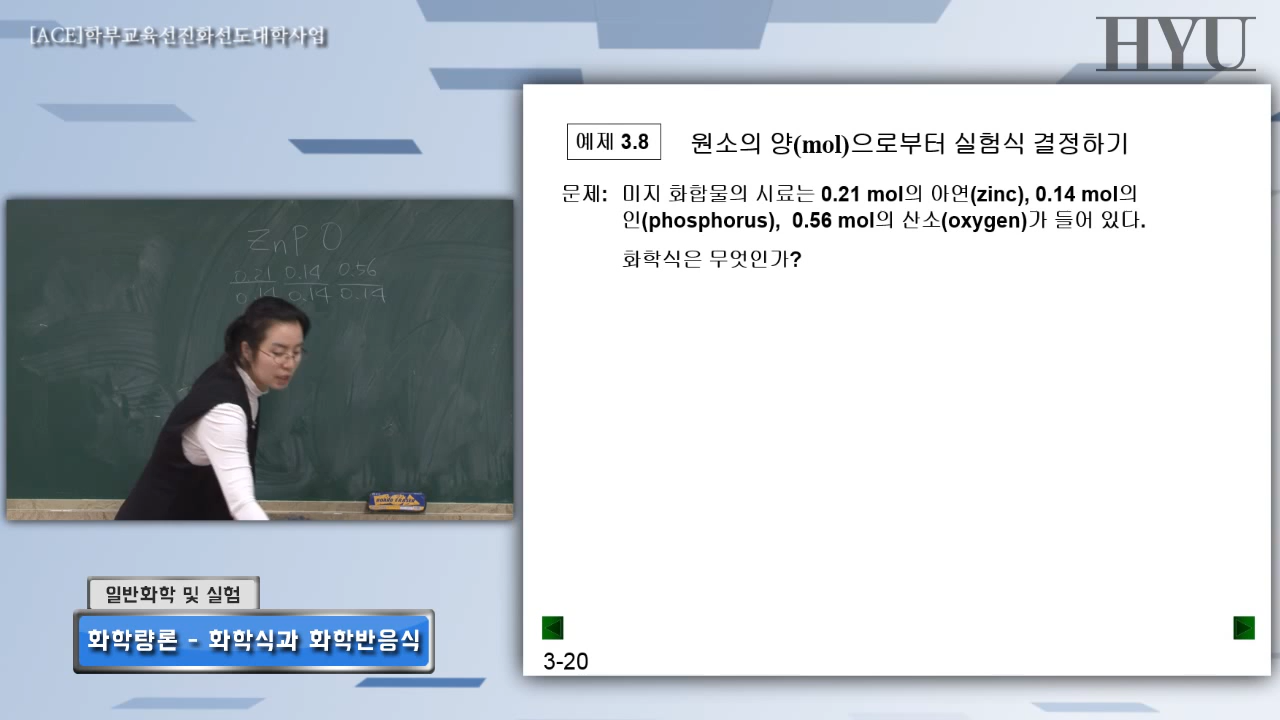 [ACE]학부교육선진화선도대학사업
HYU
예제 3.8 원소의 양(mol)으로부터 실험식 결정하기
문제: 미지 화합물의 시료는 0.21 mol의 아연(zinc), 0.14 mol의
인(phosphorus), 0.56 mol의 산소(oxygen)가 들어 있다.
화학식은 무엇인가?
Zn P O
0.21 0.14 0.56
0.14 0.14 0.14
일반화학 및 실험
화학량론 - 화학식과 화학반응식
3-20